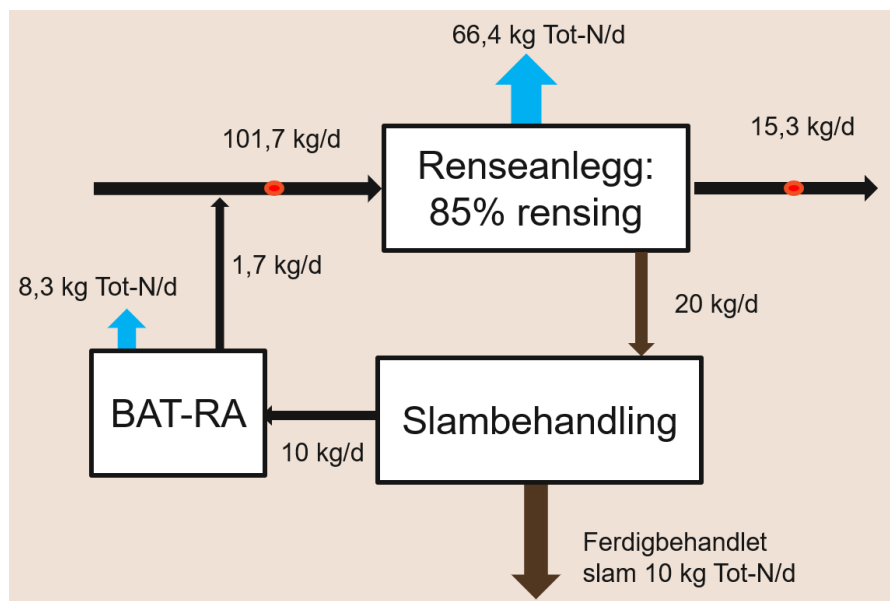 66,4 kg Tot-N/d
101,7 kg/d
15,3 kg/d
Renseanlegg:
85% rensing
1,7 kg/d
8,3 kg Tot-N/d
20 kg/d
BAT-RA
Slambehandling
10 kg/d
Ferdigbehandlet
slam 10 kg Tot-N/d